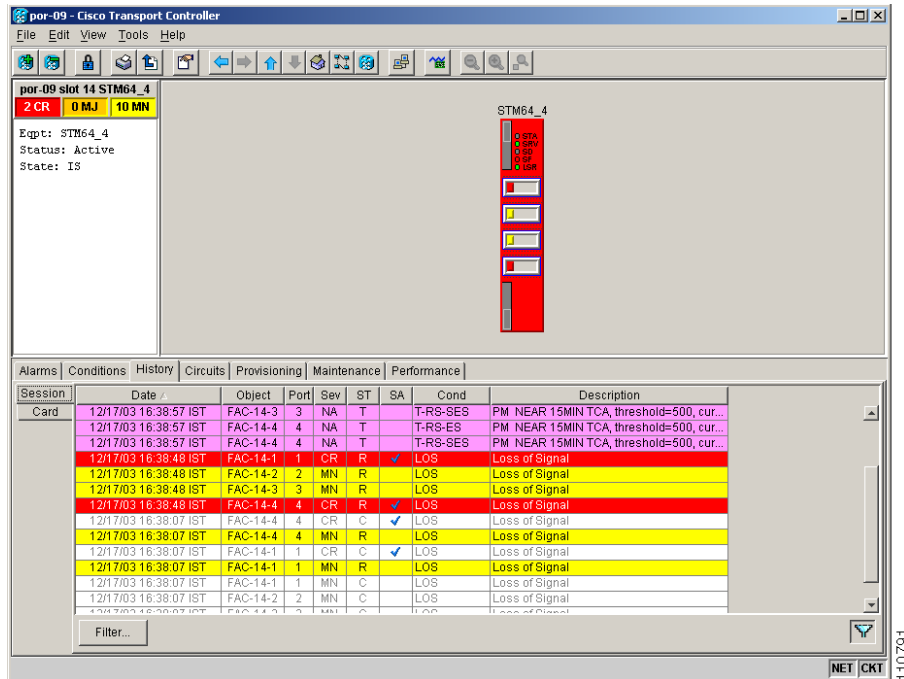 por-09 - Cisco Transport Controller
File Edit View Tools Help
por-09 slot 14 STM64_4
2 CR 0 MJ 10 MN
Eqpt: STM64_4
Status: Active
State: IS
STM64_4
STA
SRV
SD
SF
LSR
Alarms Conditions History Circuits Provisioning Maintenance Performance
Session
Card
Date Object Port Sev ST SA Cond Description
12/17/03 16:38:57 IST FAC-14-3 3 NA T T-RS-SES PM NEAR 15MIN TCA, threshold=500, cur...
12/17/03 16:38:57 IST FAC-14-4 4 NA T T-RS-ES PM NEAR 15MIN TCA, threshold=500, cur...
12/17/03 16:38:57 IST FAC-14-4 4 NA T T-RS-SES PM NEAR 15MIN TCA, threshold=500, cur...
12/17/03 16:38:48 IST FAC-14-1 1 CR R LOS Loss of Signal
12/17/03 16:38:48 IST FAC-14-2 2 MN R LOS Loss of Signal
12/17/03 16:38:48 IST FAC-14-3 3 MN R LOS Loss of Signal
12/17/03 16:38:48 IST FAC-14-4 4 CR R LOS Loss of Signal
12/17/03 16:38:07 IST FAC-14-4 4 CR C LOS Loss of Signal
12/17/03 16:38:07 IST FAC-14-4 4 MN R LOS Loss of Signal
12/17/03 16:38:07 IST FAC-14-1 1 CR C LOS Loss of Signal
12/17/03 16:38:07 IST FAC-14-1 1 MN R LOS Loss of Signal
12/17/03 16:38:07 IST FAC-14-1 1 MN C LOS Loss of Signal
12/17/03 16:38:07 IST FAC-14-2 2 MN C LOS Loss of Signal
Filter...
NET CKT
110791